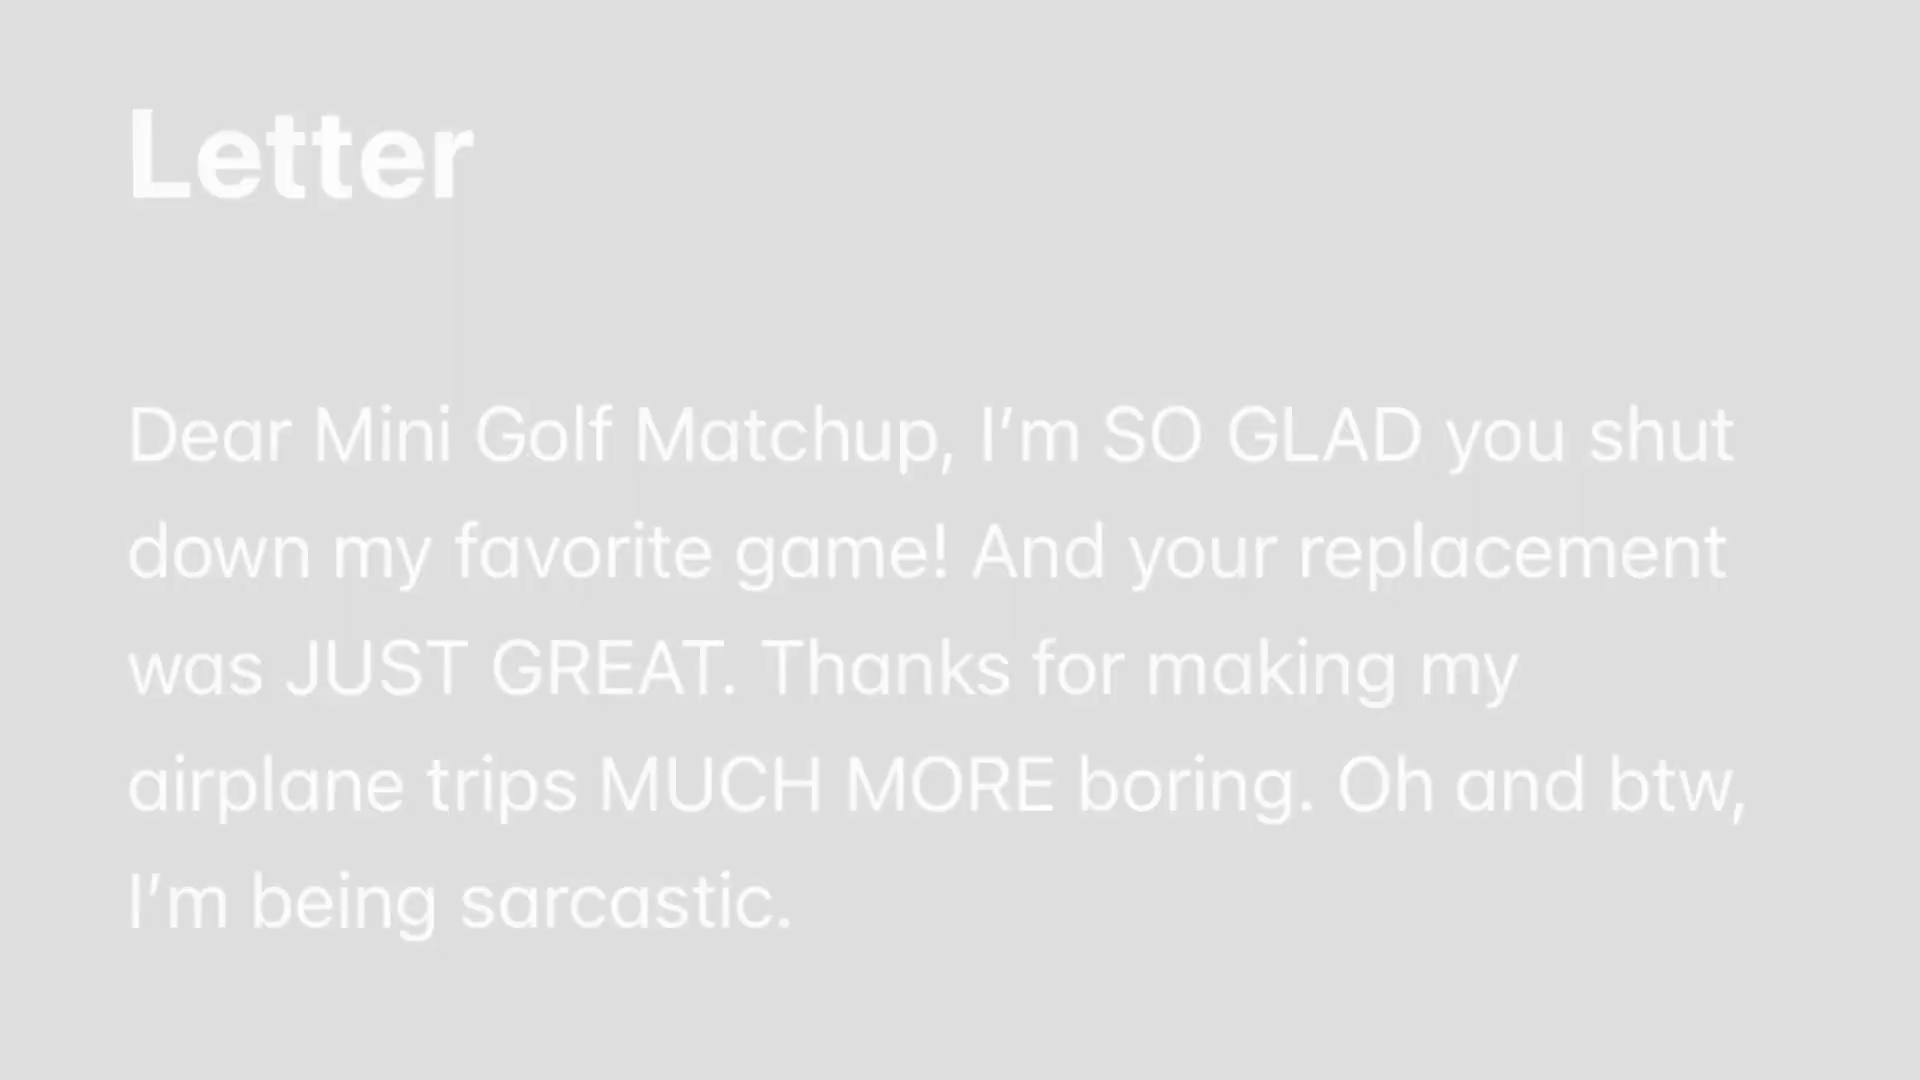 Letter
Dear Mini Golf Matchup, I’m SO GLAD you shut
down my favorite game! And your replacement
was JUST GREAT. Thanks for making my
airplane trips MUCH MORE boring. Oh and btw,
I’m being sarcastic.